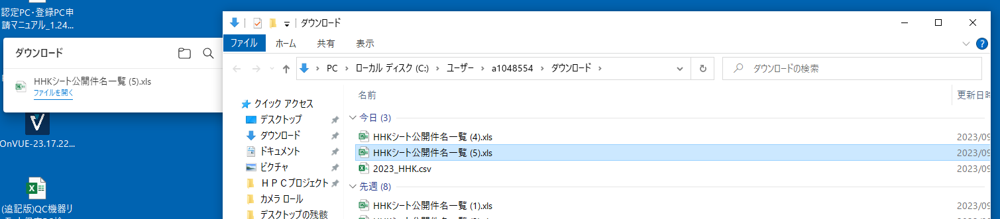 認定PC・登録PC申
請マニュアル_1.24...
ダウンロード
HHKシート公開件名一覧 (5).xls
ファイルを開く
OnVUE-23.17.22...
(追記版)QC機器リ
ダウンロード
ファイル
ホーム
共有
表示
PC
ローカル ディスク (C:)
ユーザー
a1048554
ダウンロード
ダウンロードの検索
クイック アクセス
デスクトップ
ダウンロード
ドキュメント
ピクチャ
ＨＰＣプロジェクト
カメラ ロール
デスクトップの残骸
名前
更新日時
今日 (3)
HHKシート公開件名一覧 (4).xls
2023/09
HHKシート公開件名一覧 (5).xls
2023/09
2023_HHK.csv
2023/09
先週 (8)
HHKシート公開件名一覧 (1).xls
2023/09